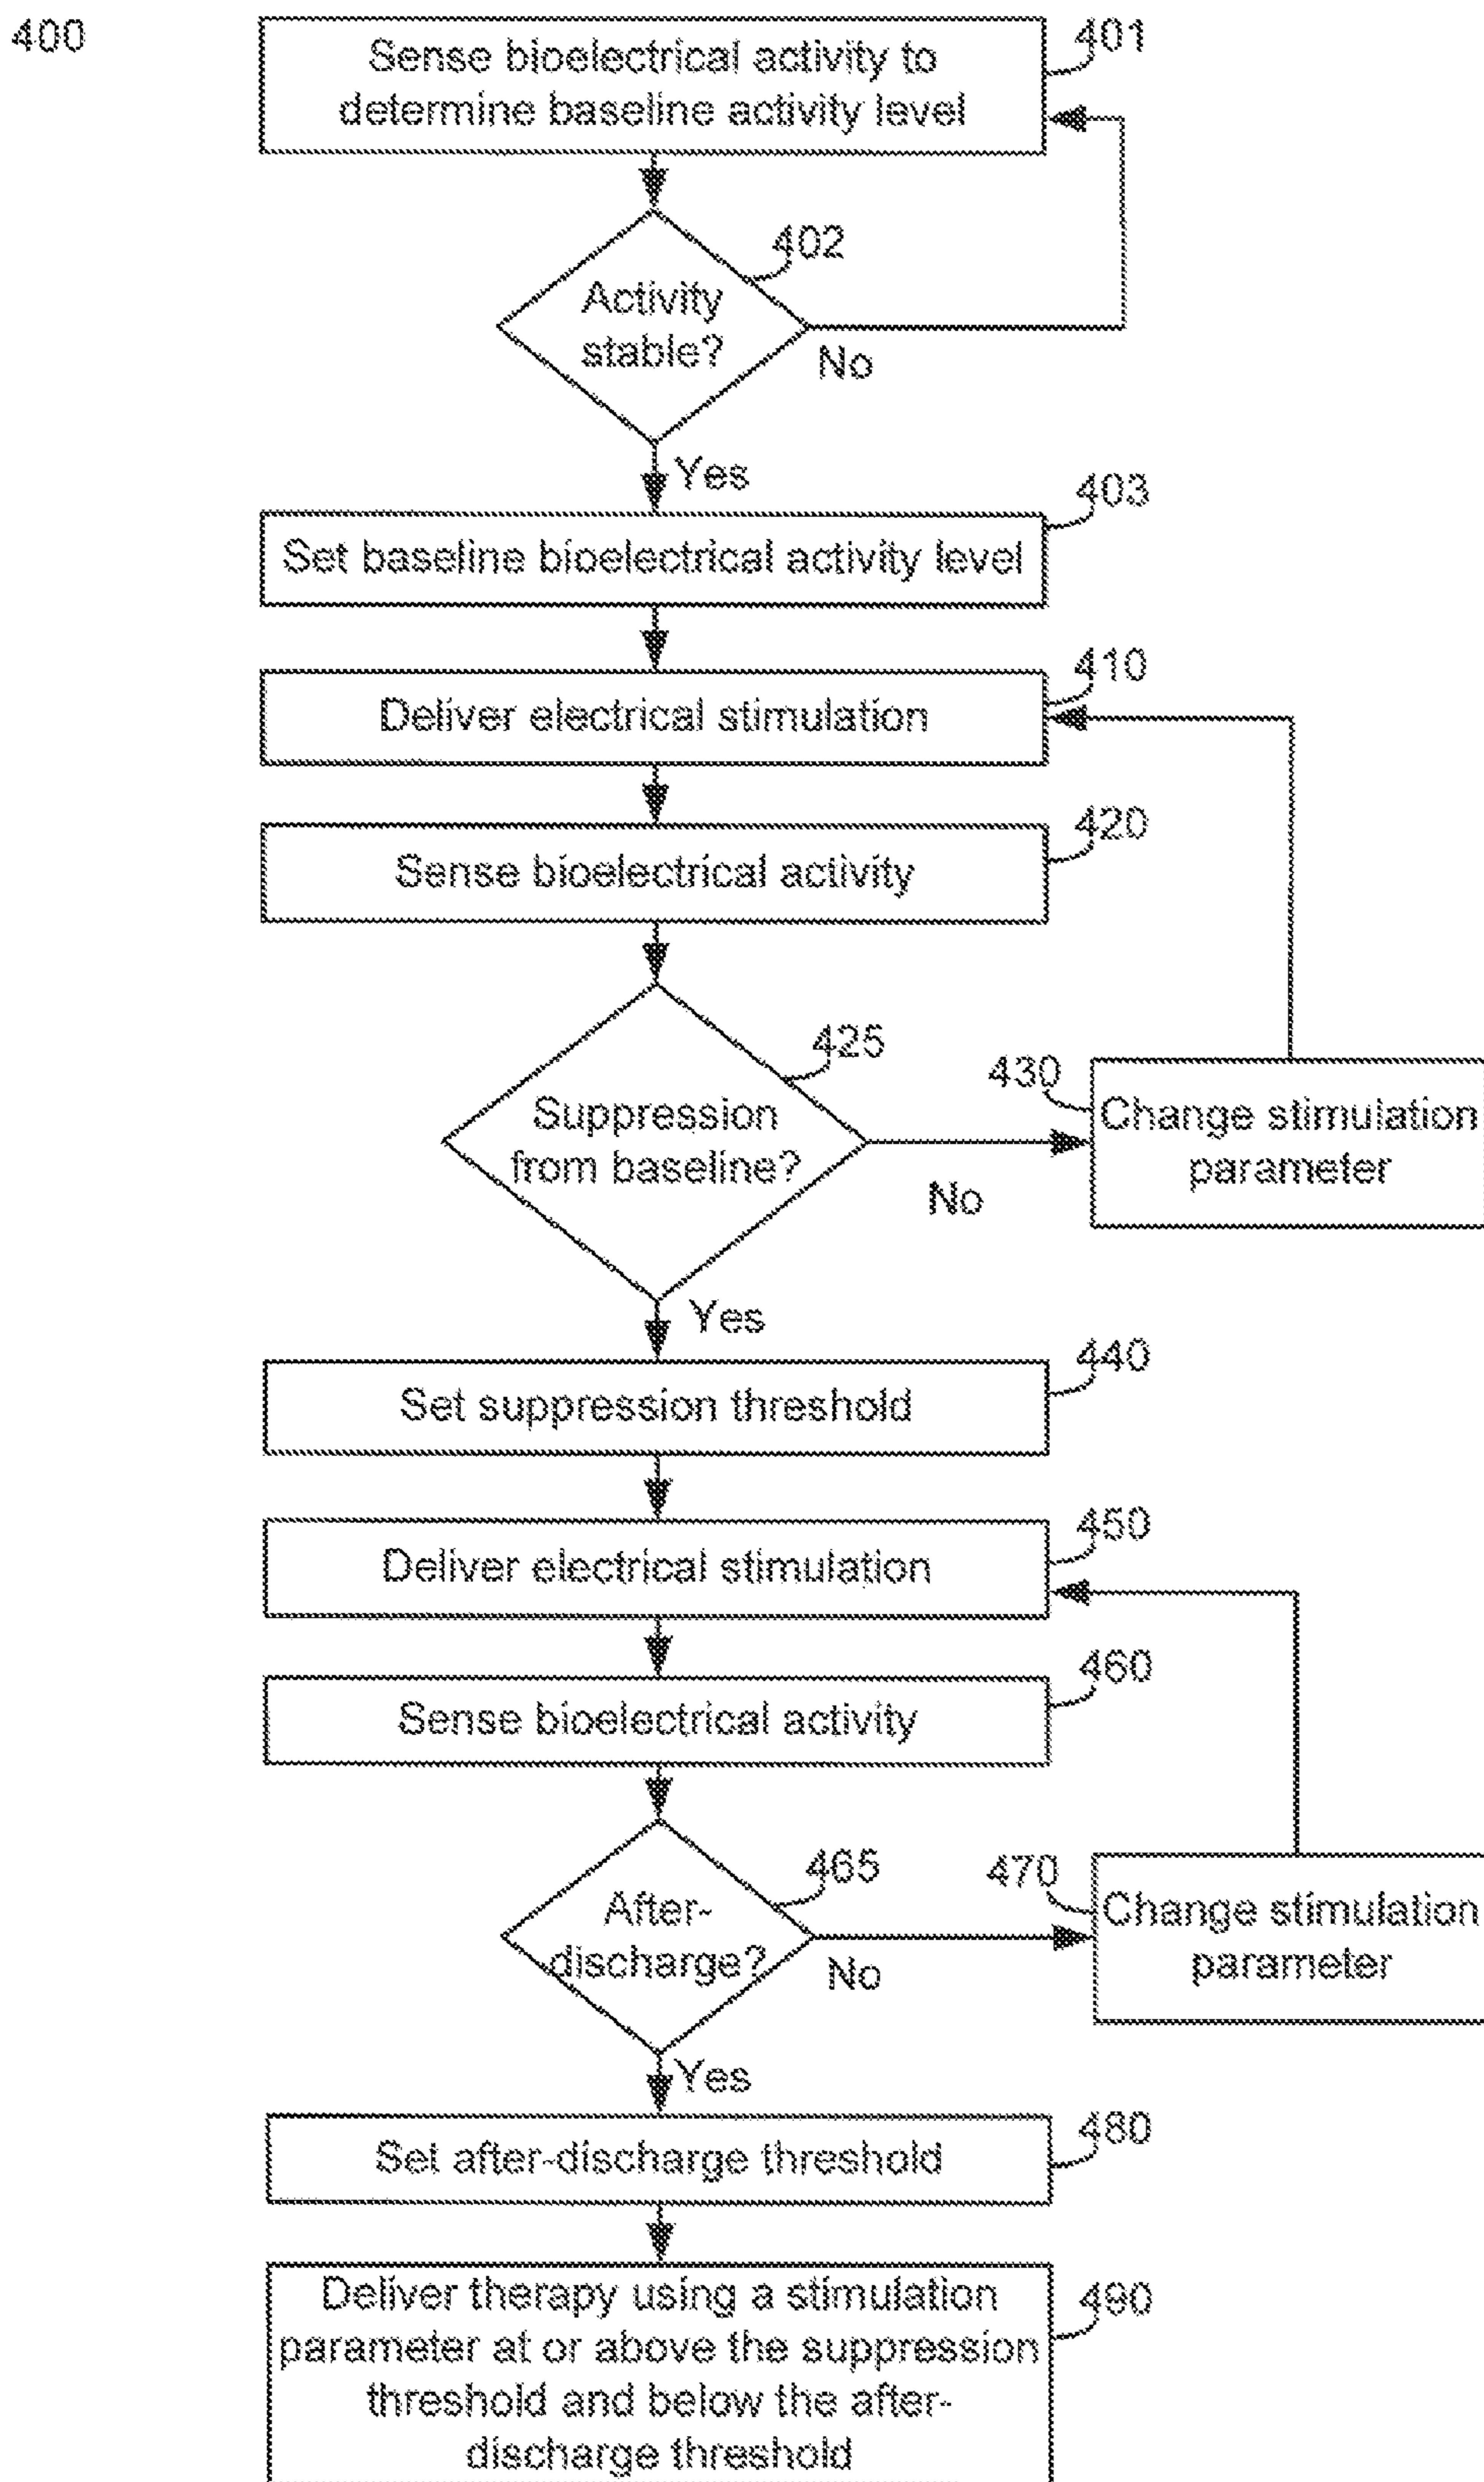 400
Sense bioelectrical activity to
determine baseline activity level
401
402
Activity
stable?
No
Yes
403
Set baseline bioelectrical activity level
410
Deliver electrical stimulation
420
Sense bioelectrical activity
425
Suppression
from baseline?
No
430
Change stimulation
parameter
Yes
440
Set suppression threshold
450
Deliver electrical stimulation
460
Sense bioelectrical activity
465
After-
discharge?
No
470
Change stimulation
parameter
Yes
480
Set after-discharge threshold
490
Deliver therapy using a stimulation
parameter at or above the suppression
threshold and below the after-
discharge threshold